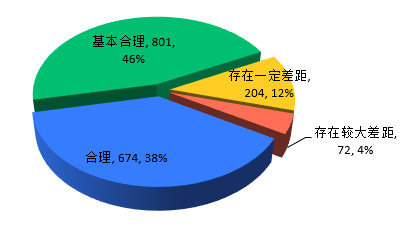 基本合理, 801,
46%
存在一定差距,
204, 12%
存在较大差距,
72, 4%
合理, 674, 38%